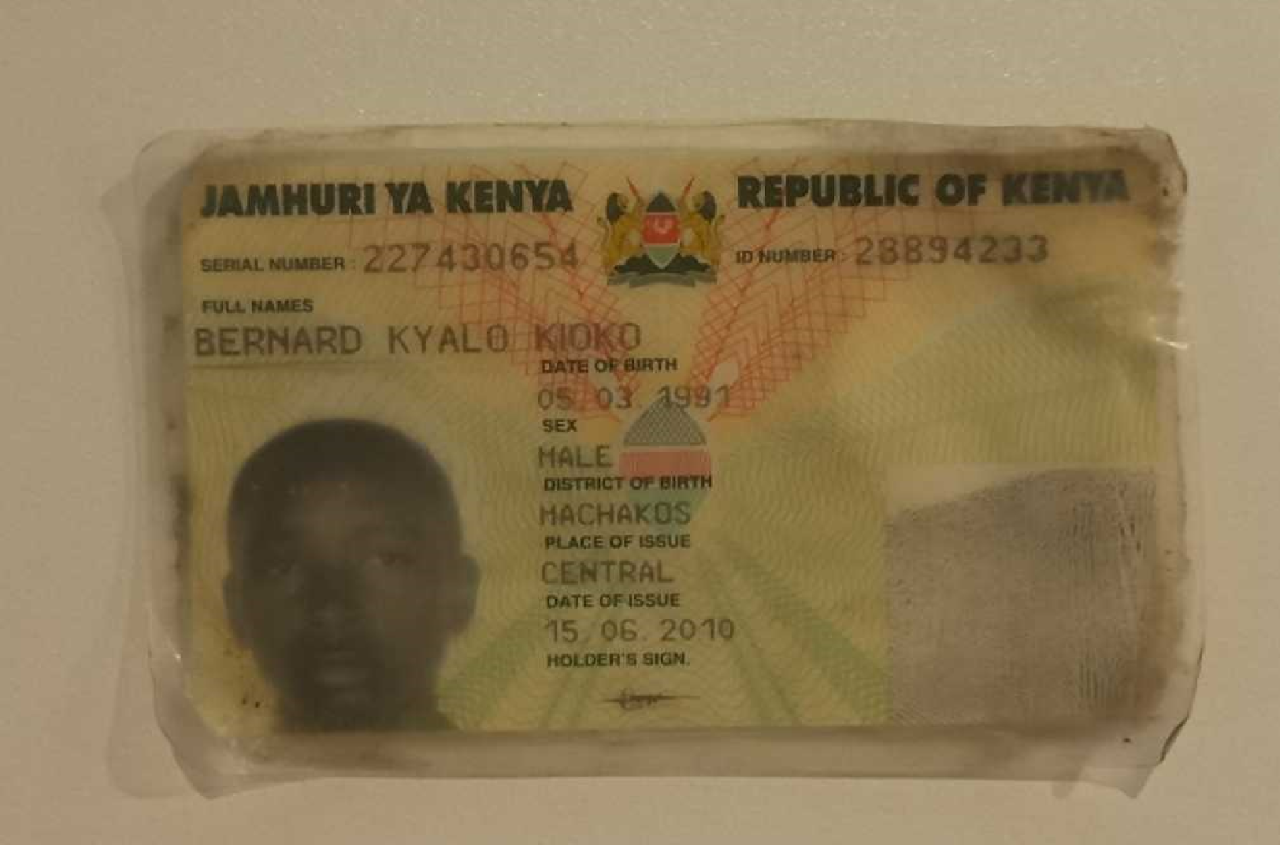 JAMHURI YA KENYA REPUBLIC OF KENYA
SERIAL NUMBER : 227430654 ID NUMBER : 28894233
FULL NAMES
BERNARD KYALO KIOKO
DATE OF BIRTH
05 03 1991
SEX
MALE
DISTRICT OF BIRTH
MACHAKOS
PLACE OF ISSUE
CENTRAL
DATE OF ISSUE
15.06.2010
HOLDER'S SIGN.